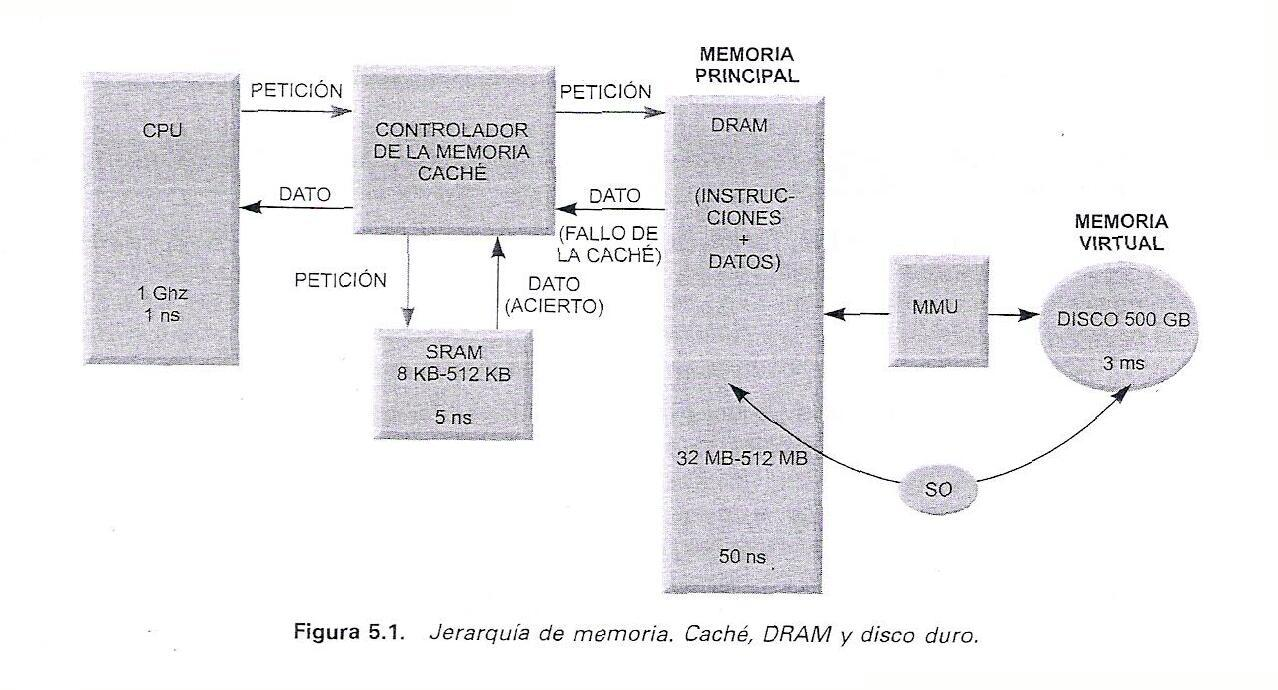 MEMORIA
PRINCIPAL
CPU
1 Ghz
1 ns
PETICIÓN
DATO
CONTROLADOR
DE LA MEMORIA
CACHÉ
PETICIÓN
DATO
(FALLO DE
LA CACHÉ)
PETICIÓN
DATO
(ACIERTO)
SRAM
8 KB-512 KB
5 ns
DRAM
(INSTRUC-
CIONES
+
DATOS)
32 MB-512 MB
50 ns
MMU
MEMORIA
VIRTUAL
DISCO 500 GB
3 ms
SO
Figura 5.1. Jerarquía de memoria. Caché, DRAM y disco duro.